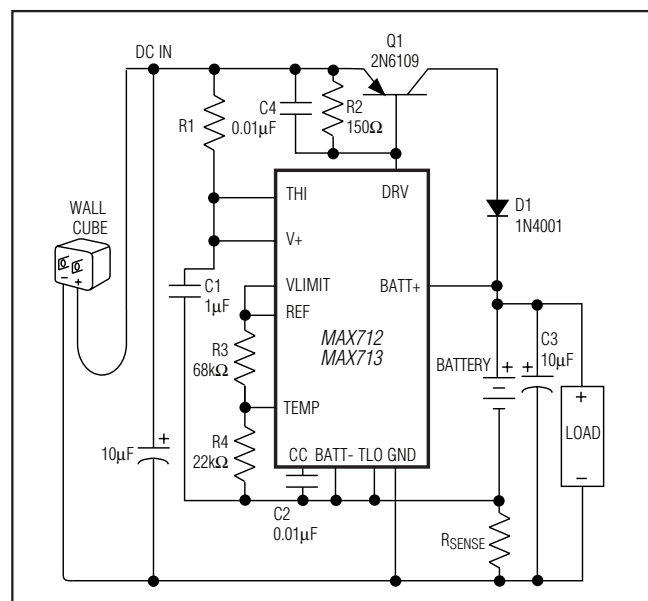 DC IN
Q1
2N6109
R1
C4
0.01µF
R2
150Ω
THI
DRV
WALL
CUBE
V+
D1
1N4001
C1
1µF
VLIMIT
BATT+
REF
R3
68kΩ
MAX712
MAX713
BATTERY
C3
10µF
TEMP
LOAD
R4
22kΩ
10µF
CC BATT- TLO GND
C2
0.01µF
RSENSE